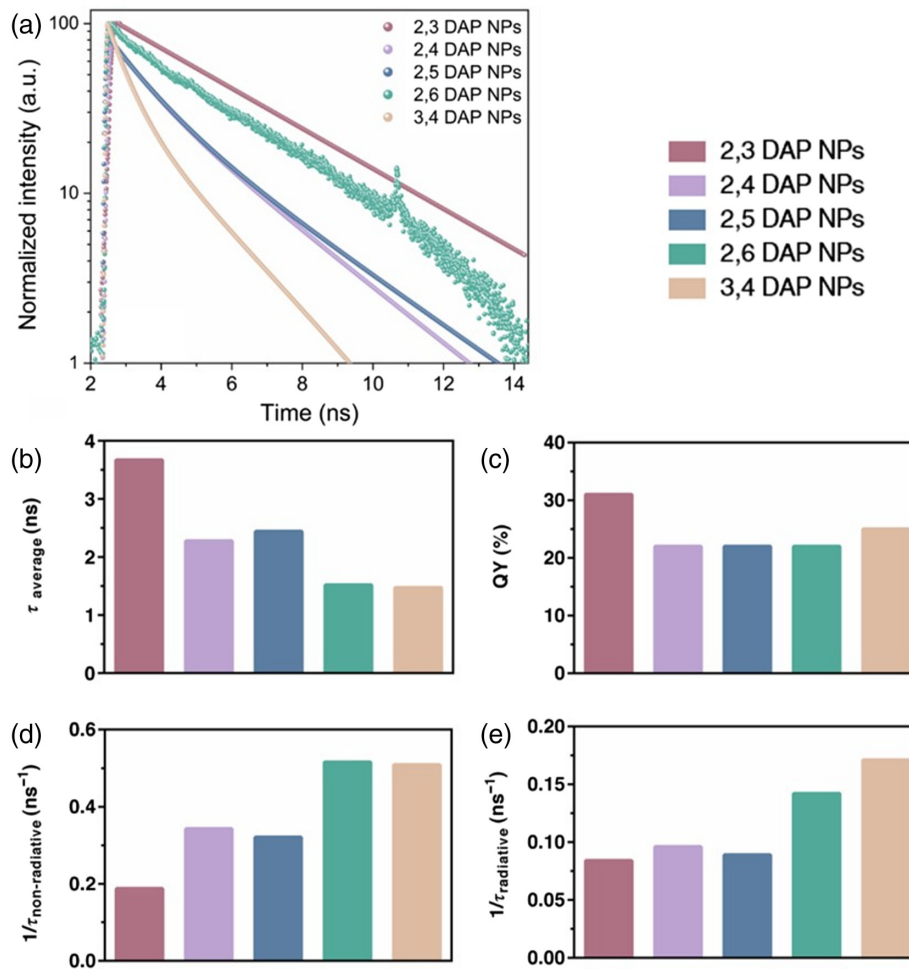 (a)
Normalized intensity (a.u.)
100
10
1
2 4 6 8 10 12 14
Time (ns)
2,3 DAP NPs
2,4 DAP NPs
2,5 DAP NPs
2,6 DAP NPs
3,4 DAP NPs
2,3 DAP NPs
2,4 DAP NPs
2,5 DAP NPs
2,6 DAP NPs
3,4 DAP NPs
(b)
τ average (ns)
4
3
2
1
0
(c)
QY (%)
40
30
20
10
0
(d)
1/τnon-radiative (ns⁻¹)
0.6
0.4
0.2
0.0
(e)
1/τradiative (ns⁻¹)
0.20
0.15
0.10
0.05
0.00